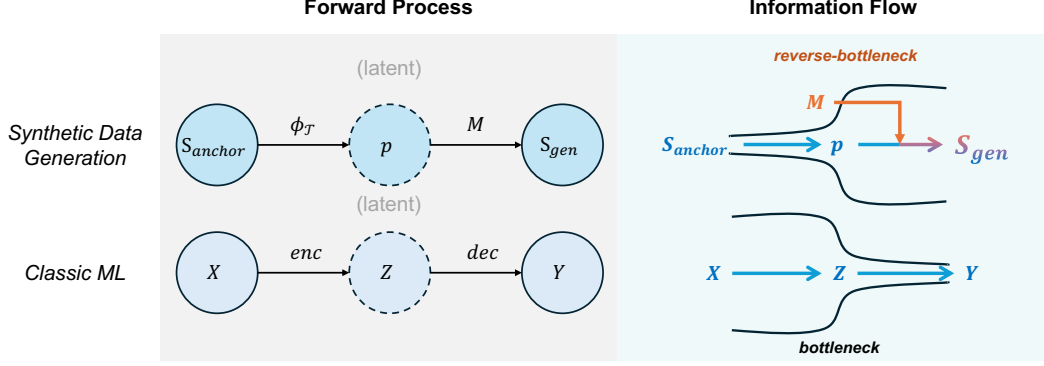 Forward Process
Information Flow
Synthetic Data
Generation
(latent)
S_anchor
ϕ_𝒯
p
M
S_gen
reverse-bottleneck
M
S_anchor
p
S_gen
Classic ML
(latent)
X
enc
Z
dec
Y
X
Z
Y
bottleneck